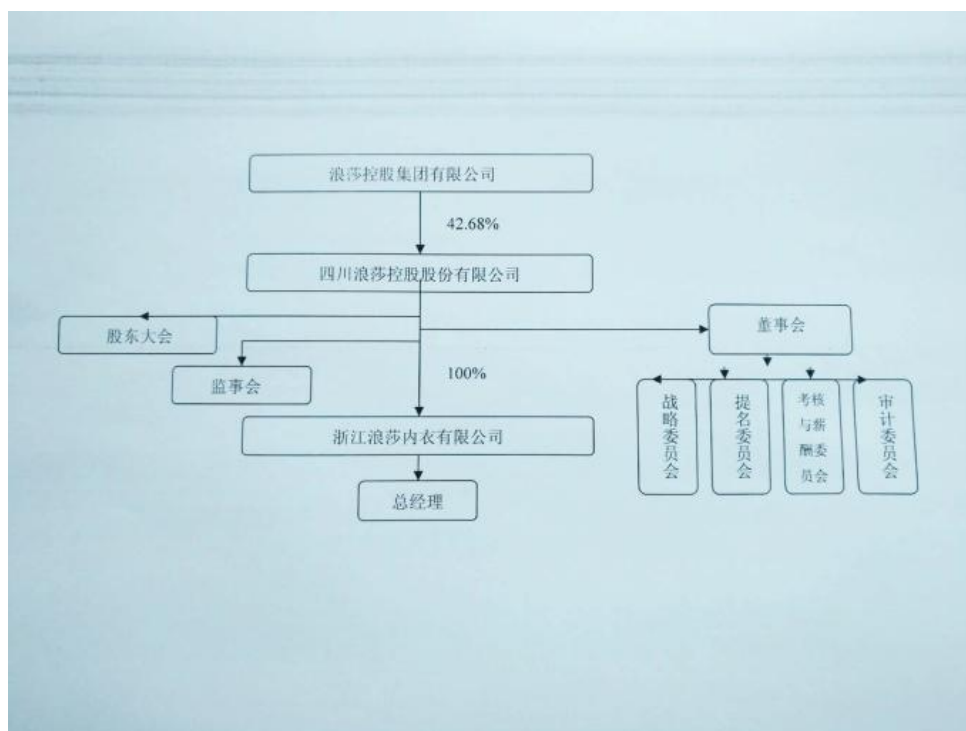 浪莎控股集团有限公司
42.68%
四川浪莎控股股份有限公司
股东大会
董事会
监事会
100%
浙江浪莎内衣有限公司
总经理
战略委员会
提名委员会
考核
与薪
酬委
员会
审计委员会